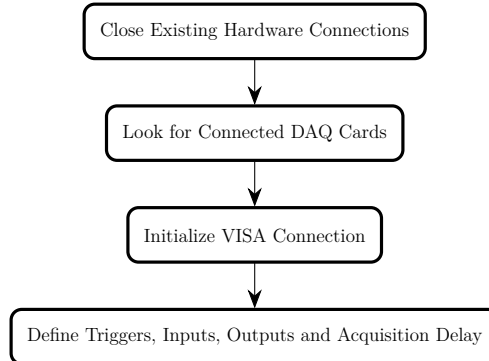 Close Existing Hardware Connections
Look for Connected DAQ Cards
Initialize VISA Connection
Define Triggers, Inputs, Outputs and Acquisition Delay